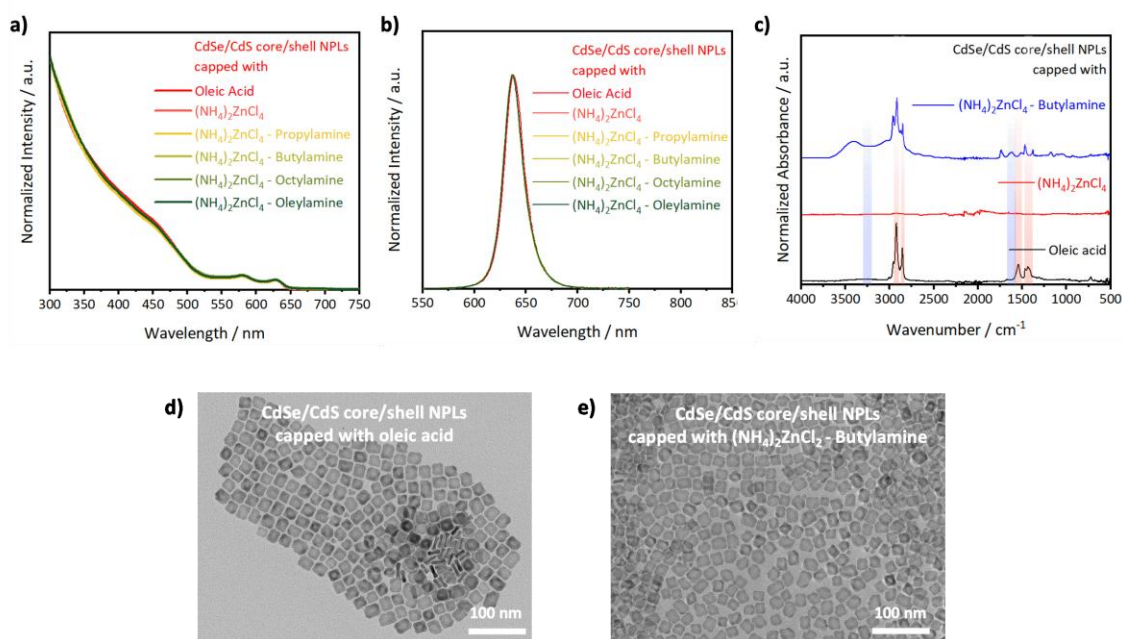 a)
CdSe/CdS core/shell NPLs
capped with
Oleic Acid
(NH₄)₂ZnCl₄
(NH₄)₂ZnCl₄ - Propylamine
(NH₄)₂ZnCl₄ - Butylamine
(NH₄)₂ZnCl₄ - Octylamine
(NH₄)₂ZnCl₄ - Oleylamine
Normalized Intensity / a.u.
300 350 400 450 500 550 600 650 700 750
Wavelength / nm
b)
CdSe/CdS core/shell NPLs
capped with
Oleic Acid
(NH₄)₂ZnCl₄
(NH₄)₂ZnCl₄ - Propylamine
(NH₄)₂ZnCl₄ - Butylamine
(NH₄)₂ZnCl₄ - Octylamine
(NH₄)₂ZnCl₄ - Oleylamine
Normalized Intensity / a.u.
550 600 650 700 750 800 850
Wavelength / nm
c)
CdSe/CdS core/shell NPLs
capped with
(NH₄)₂ZnCl₄ - Butylamine
(NH₄)₂ZnCl₄
Oleic acid
Normalized Absorbance / a.u.
4000 3500 3000 2500 2000 1500 1000 500
Wavenumber / cm⁻¹
d)
CdSe/CdS core/shell NPLs
capped with oleic acid
100 nm
e)
CdSe/CdS core/shell NPLs
capped with (NH₄)₂ZnCl₂ - Butylamine
100 nm